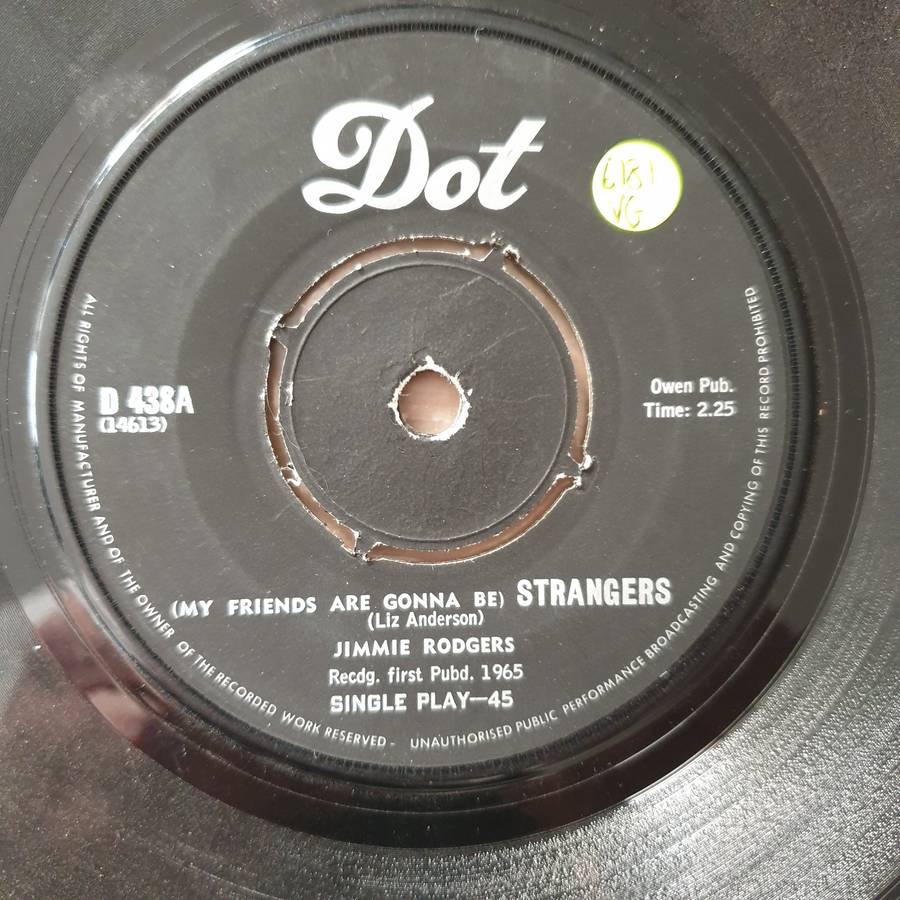 Dot
VG
D 438A
(14613)
Owen Pub.
Time: 2.25
(MY FRIENDS ARE GONNA BE) STRANGERS
(Liz Anderson)
JIMMIE RODGERS
Recdg. first Pubd. 1965
SINGLE PLAY—45
ALL RIGHTS OF MANUFACTURER AND OF THE OWNER OF THE RECORDED WORK RESERVED - UNAUTHORISED PUBLIC PERFORMANCE BROADCASTING AND COPYING OF THIS RECORD PROHIBITED